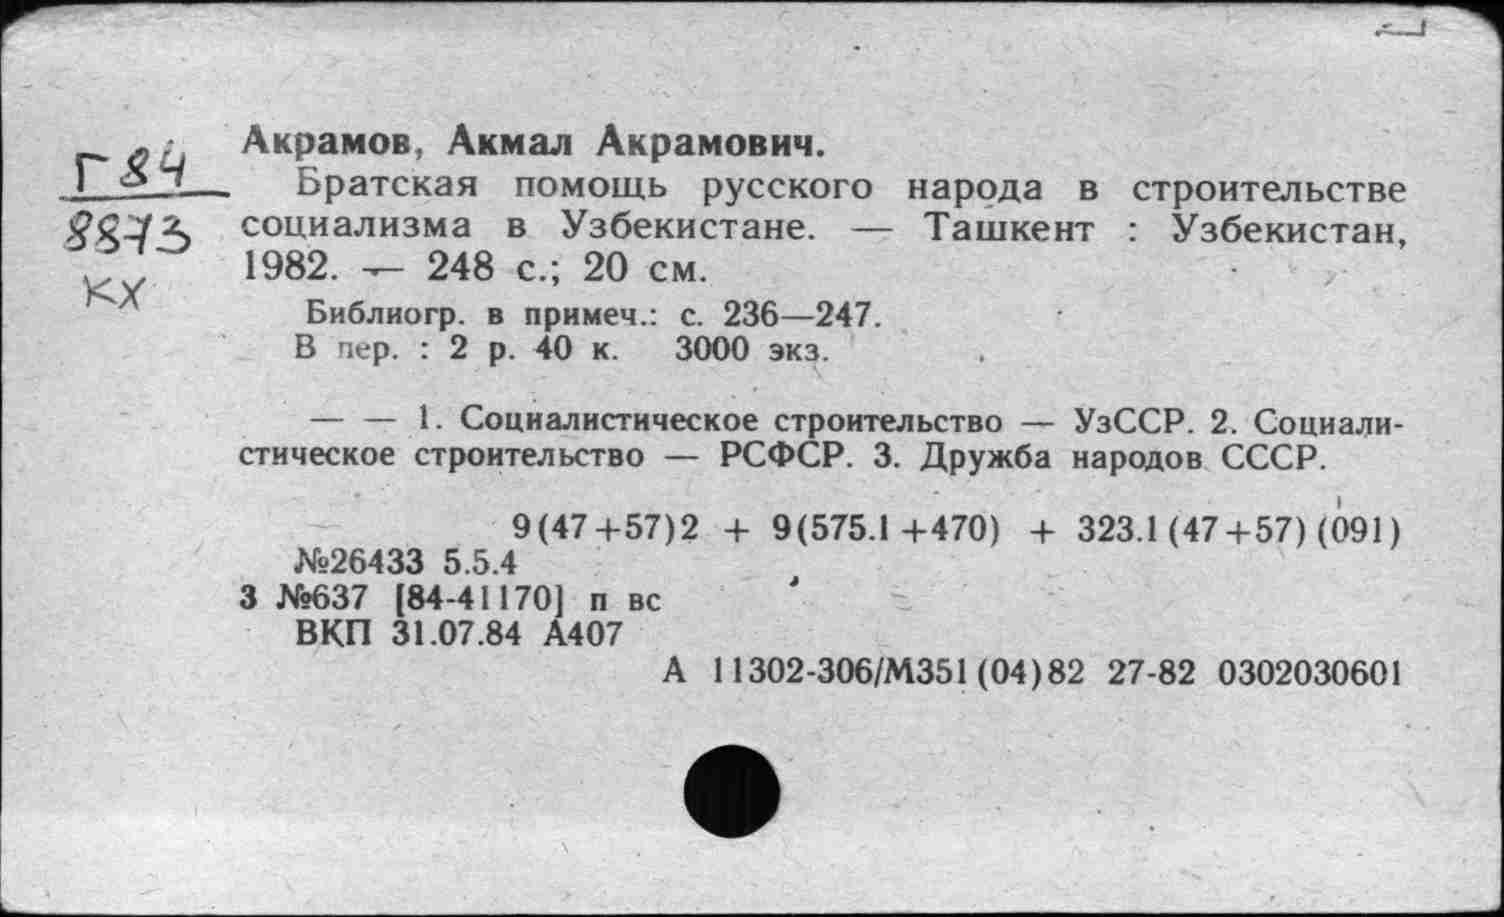 Г84
8873
кх
Акрамов, Акмал Акрамович.
Братская помощь русского народа в строительстве
социализма в Узбекистане. — Ташкент : Узбекистан,
1982. — 248 с.; 20 см.
Библиогр. в примеч.: с. 236—247.
В пер. : 2 р. 40 к. 3000 экз.
— — 1. Социалистическое строительство — УзССР. 2. Социали-
стическое строительство — РСФСР. 3. Дружба народов СССР.
9(47+57)2 + 9(575.1+470) + 323.1(47+57)(091)
№26433 5.5.4
З №637 [84-41170] п вс
ВКП 31.07.84 А407
А 11302-306/М351(04)82 27-82 0302030601